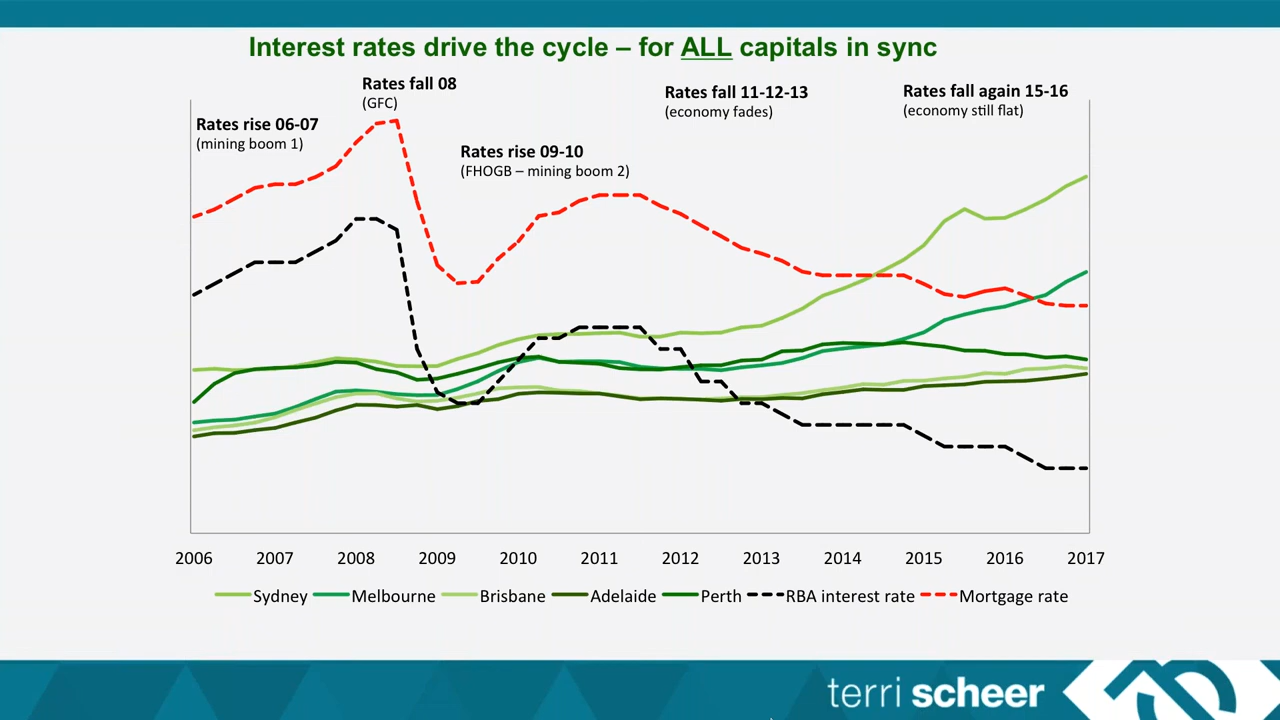 Interest rates drive the cycle – for ALL capitals in sync
Rates fall 08
(GFC)
Rates fall 11-12-13
(economy fades)
Rates fall again 15-16
(economy still flat)
Rates rise 06-07
(mining boom 1)
Rates rise 09-10
(FHOGB – mining boom 2)
2006 2007 2008 2009 2010 2011 2012 2013 2014 2015 2016 2017
Sydney Melbourne Brisbane Adelaide Perth RBA interest rate Mortgage rate
terri scheer